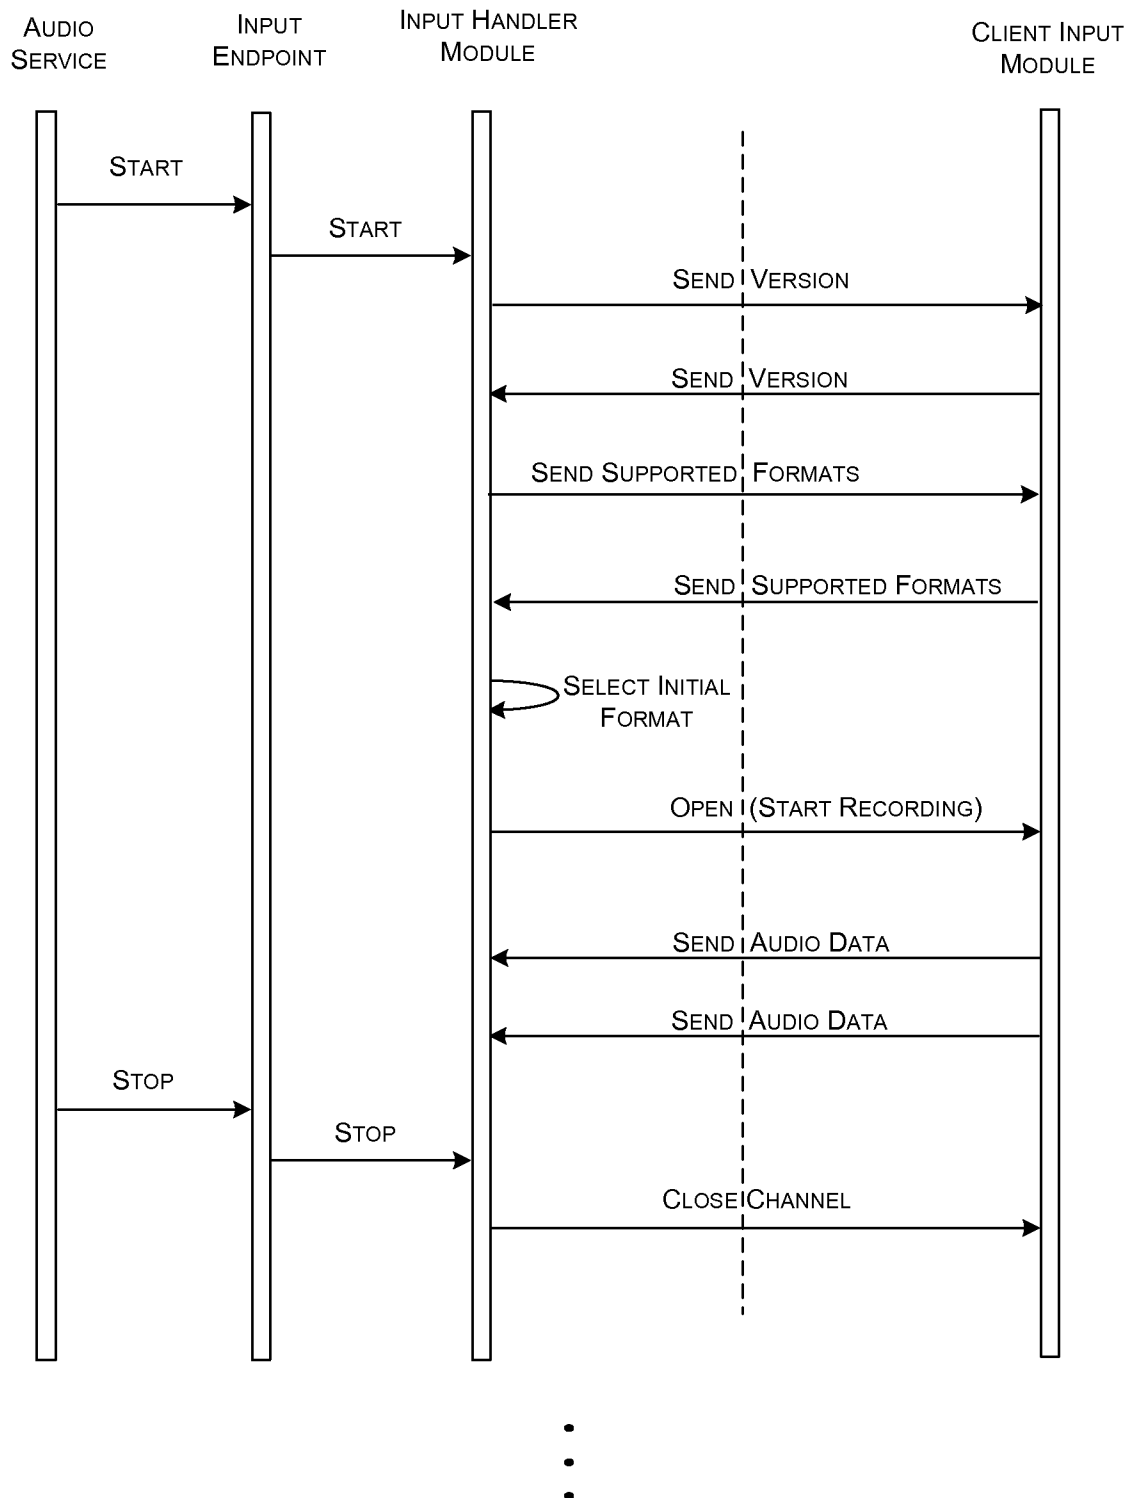 AUDIO
SERVICE
INPUT
ENDPOINT
INPUT HANDLER
MODULE
CLIENT INPUT
MODULE
START
START
SEND VERSION
SEND VERSION
SEND SUPPORTED FORMATS
SEND SUPPORTED FORMATS
SELECT INITIAL
FORMAT
OPEN (START RECORDING)
SEND AUDIO DATA
SEND AUDIO DATA
STOP
STOP
CLOSE CHANNEL